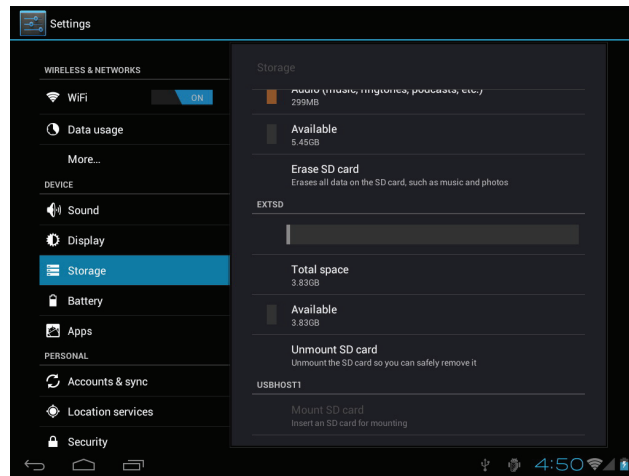 Settings
WIRELESS & NETWORKS
WiFi
ON
Data usage
More...
DEVICE
Sound
Display
Storage
Battery
Apps
PERSONAL
Accounts & sync
Location services
Security
Storage
Audio (music, ringtones, podcasts, etc.)
299MB
Available
5.45GB
Erase SD card
Erases all data on the SD card, such as music and photos
EXTSD
Total space
3.83GB
Available
3.83GB
Unmount SD card
Unmount the SD card so you can safely remove it
USBHOST1
Mount SD card
Insert an SD card for mounting
4:50